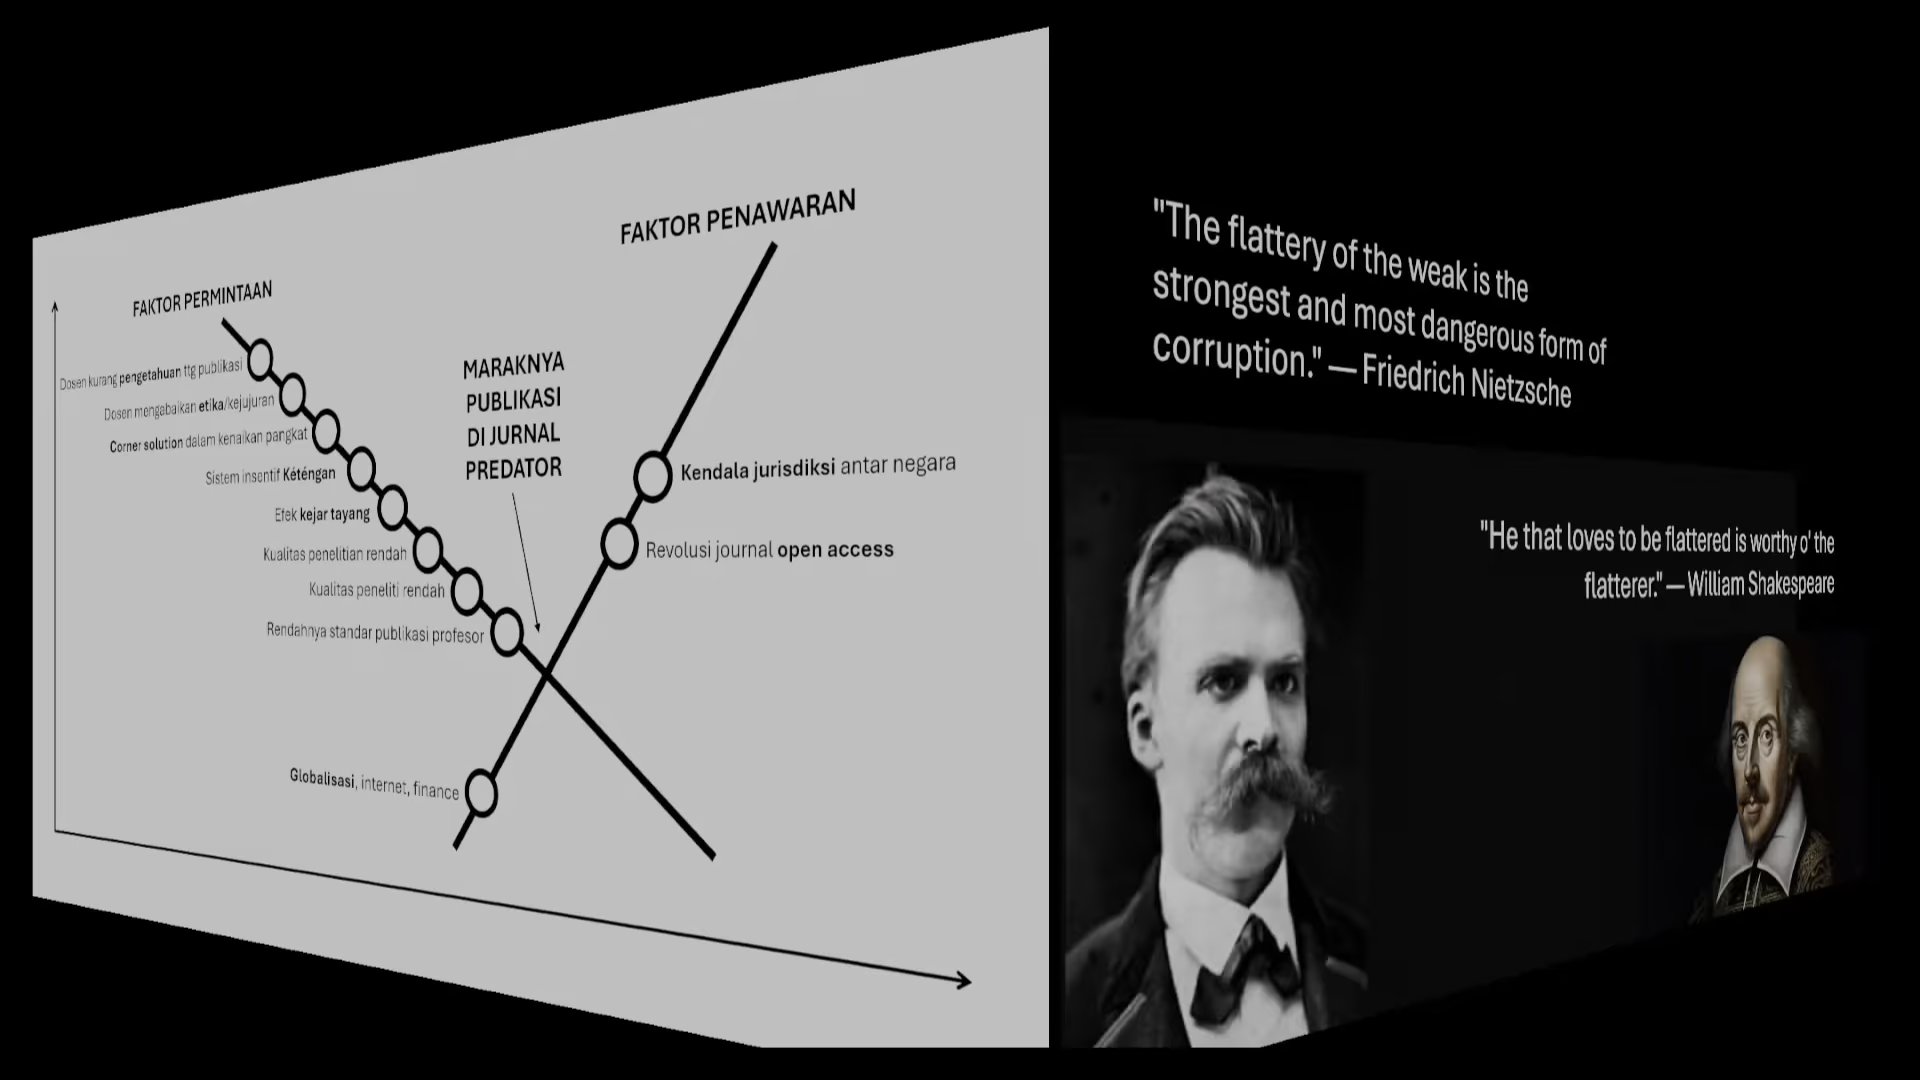 FAKTOR PENAWARAN
FAKTOR PERMINTAAN
Dosen kurang pengetahuan ttg publikasi
Dosen mengabaikan etika/kejujuran
Corner solution dalam kenaikan pangkat
Sistem insentif Kéténgan
Efek kejar tayang
Kualitas penelitian rendah
Kualitas peneliti rendah
Rendahnya standar publikasi profesor
MARAKNYA
PUBLIKASI
DI JURNAL
PREDATOR
Kendala jurisdiksi antar negara
Revolusi journal open access
Globalisasi, internet, finance
"The flattery of the weak is the
strongest and most dangerous form of
corruption." — Friedrich Nietzsche
"He that loves to be flattered is worthy o' the
flatterer." — William Shakespeare